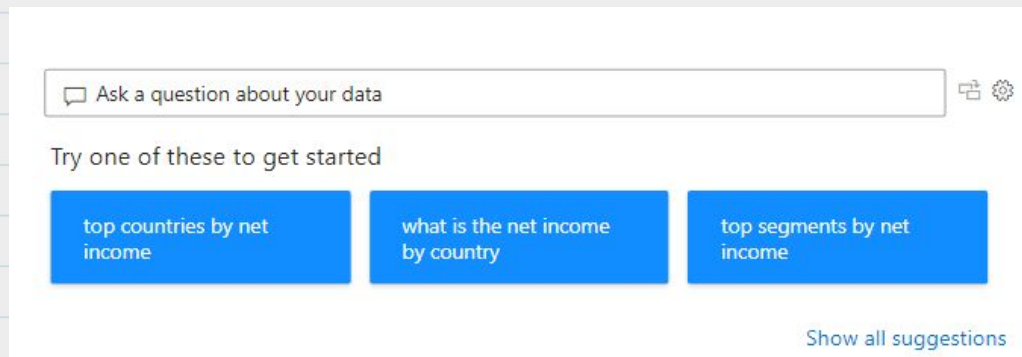 Ask a question about your data
Try one of these to get started
top countries by net
income
what is the net income
by country
top segments by net
income
Show all suggestions